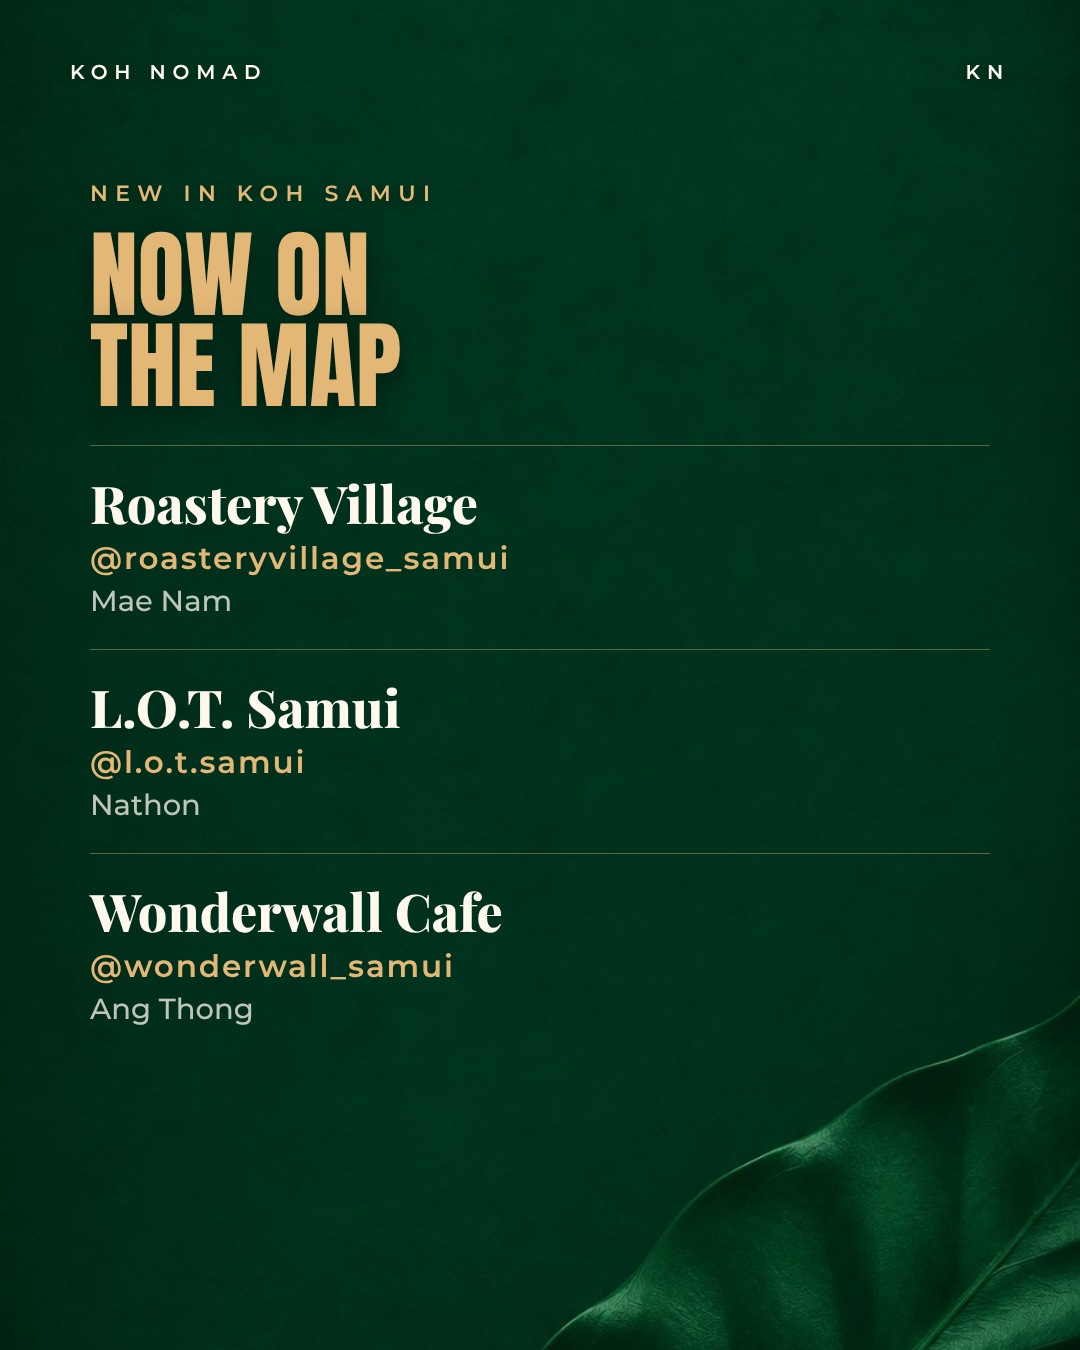 KOH NOMAD
KN
NEW IN KOH SAMUI
NOW ON
THE MAP
Roastery Village
@roasteryvillage_samui
Mae Nam
L.O.T. Samui
@l.o.t.samui
Nathon
Wonderwall Cafe
@wonderwall_samui
Ang Thong